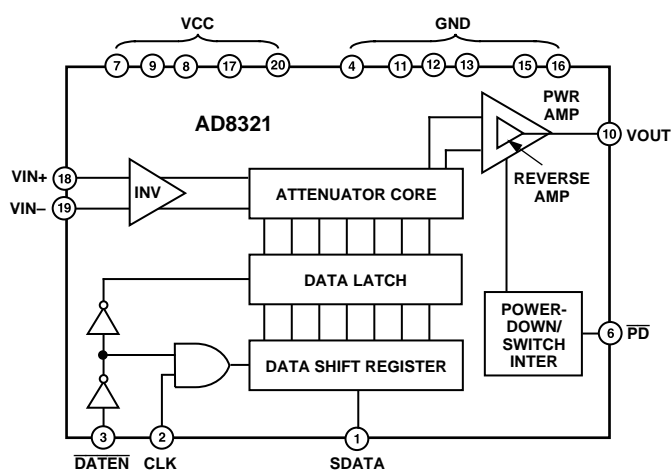 VCC
GND
7 9 8 17 20 4 11 12 13 15 16
AD8321
PWR
AMP
10 VOUT
VIN+ 18
VIN– 19
INV
ATTENUATOR CORE
REVERSE
AMP
DATA LATCH
POWER-
DOWN/
SWITCH
INTER
6 PD
DATA SHIFT REGISTER
3 2 1
DATEN CLK SDATA